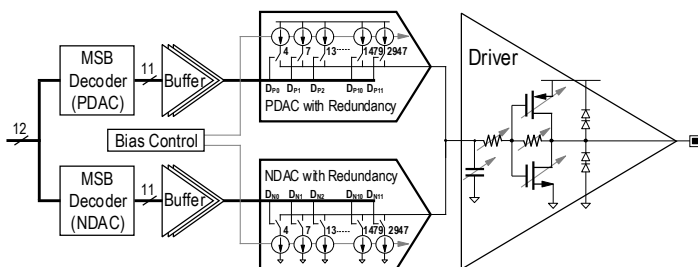 MSB
Decoder
(PDAC)
11
Buffer
4 7 13 1479 2947
DP0 DP1 DP2 DP10 DP11
PDAC with Redundancy
Driver
12
Bias Control
MSB
Decoder
(NDAC)
11
Buffer
NDAC with Redundancy
DN0 DN1 DN2 DN10 DN11
4 7 13 1479 2947